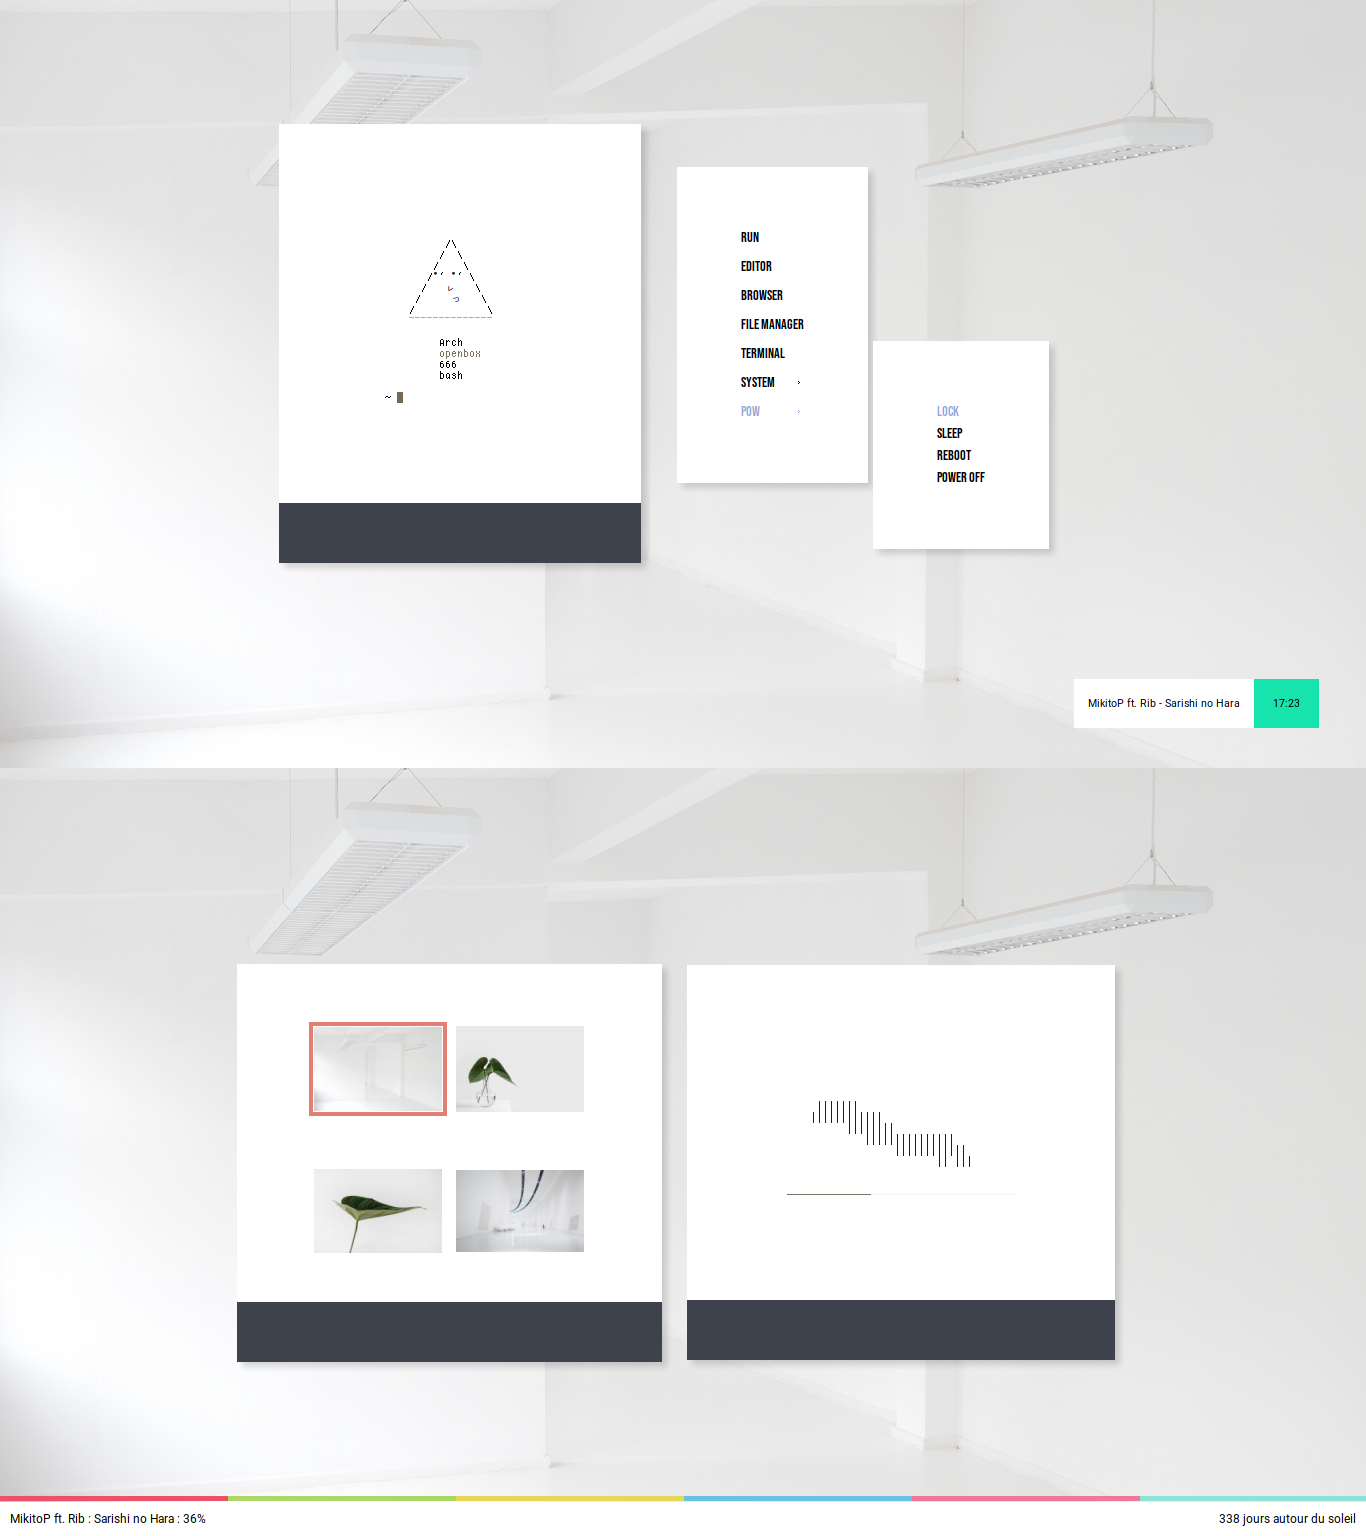 Arch
openbox
666
bash
~
RUN
EDITOR
BROWSER
FILE MANAGER
TERMINAL
SYSTEM ›
POW ›
LOCK
SLEEP
REBOOT
POWER OFF
MikitoP ft. Rib - Sarishi no Hara 17:23
MikitoP ft. Rib : Sarishi no Hara : 36% 338 jours autour du soleil